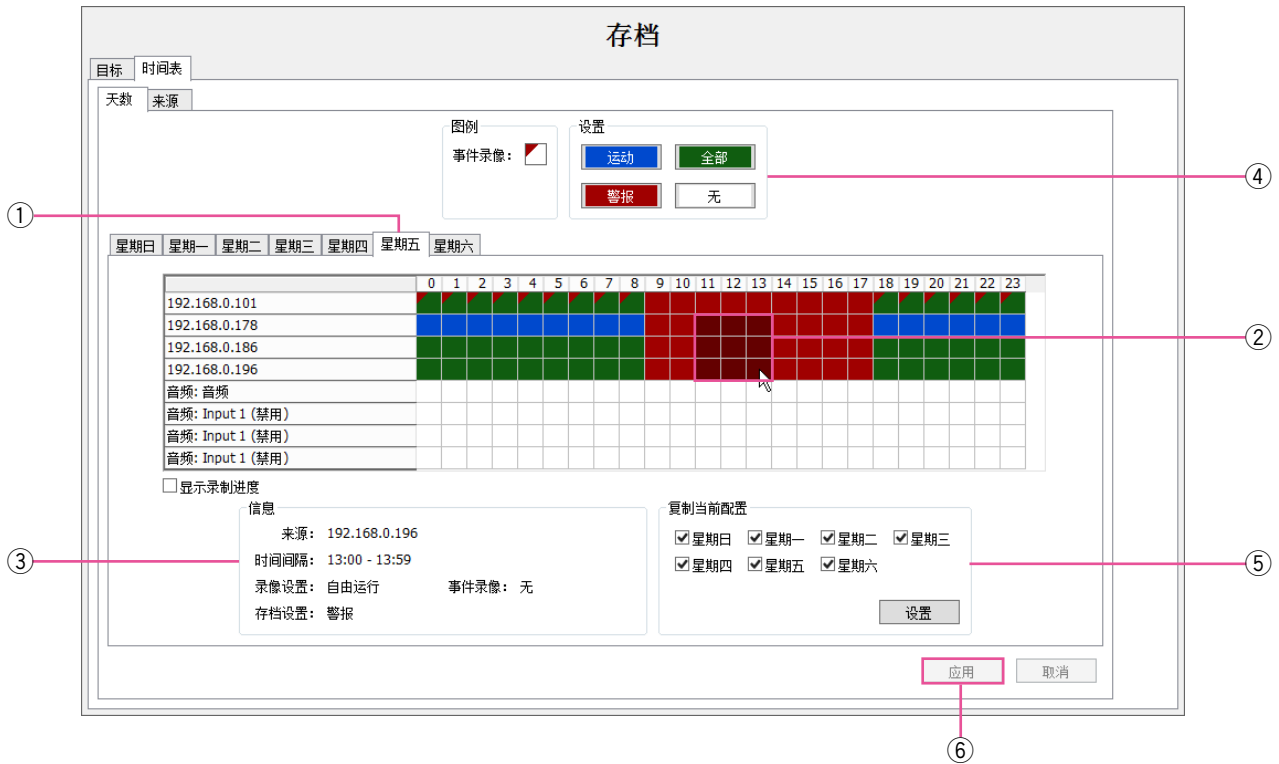 存档
目标 时间表
天数 来源
图例 设置
事件录像： 运动 全部
警报 无
④
①
星期日 星期一 星期二 星期三 星期四 星期五 星期六
0 1 2 3 4 5 6 7 8 9 10 11 12 13 14 15 16 17 18 19 20 21 22 23
192.168.0.101
192.168.0.178
②
192.168.0.186
192.168.0.196
音频: 音频
音频: Input 1 (禁用)
音频: Input 1 (禁用)
音频: Input 1 (禁用)
显示录制进度
信息 复制当前配置
来源： 192.168.0.196 星期日 星期一 星期二 星期三
③ 时间间隔： 13:00 - 13:59 星期四 星期五 星期六 ⑤
录像设置： 自由运行 事件录像： 无
存档设置： 警报 设置
应用 取消
⑥